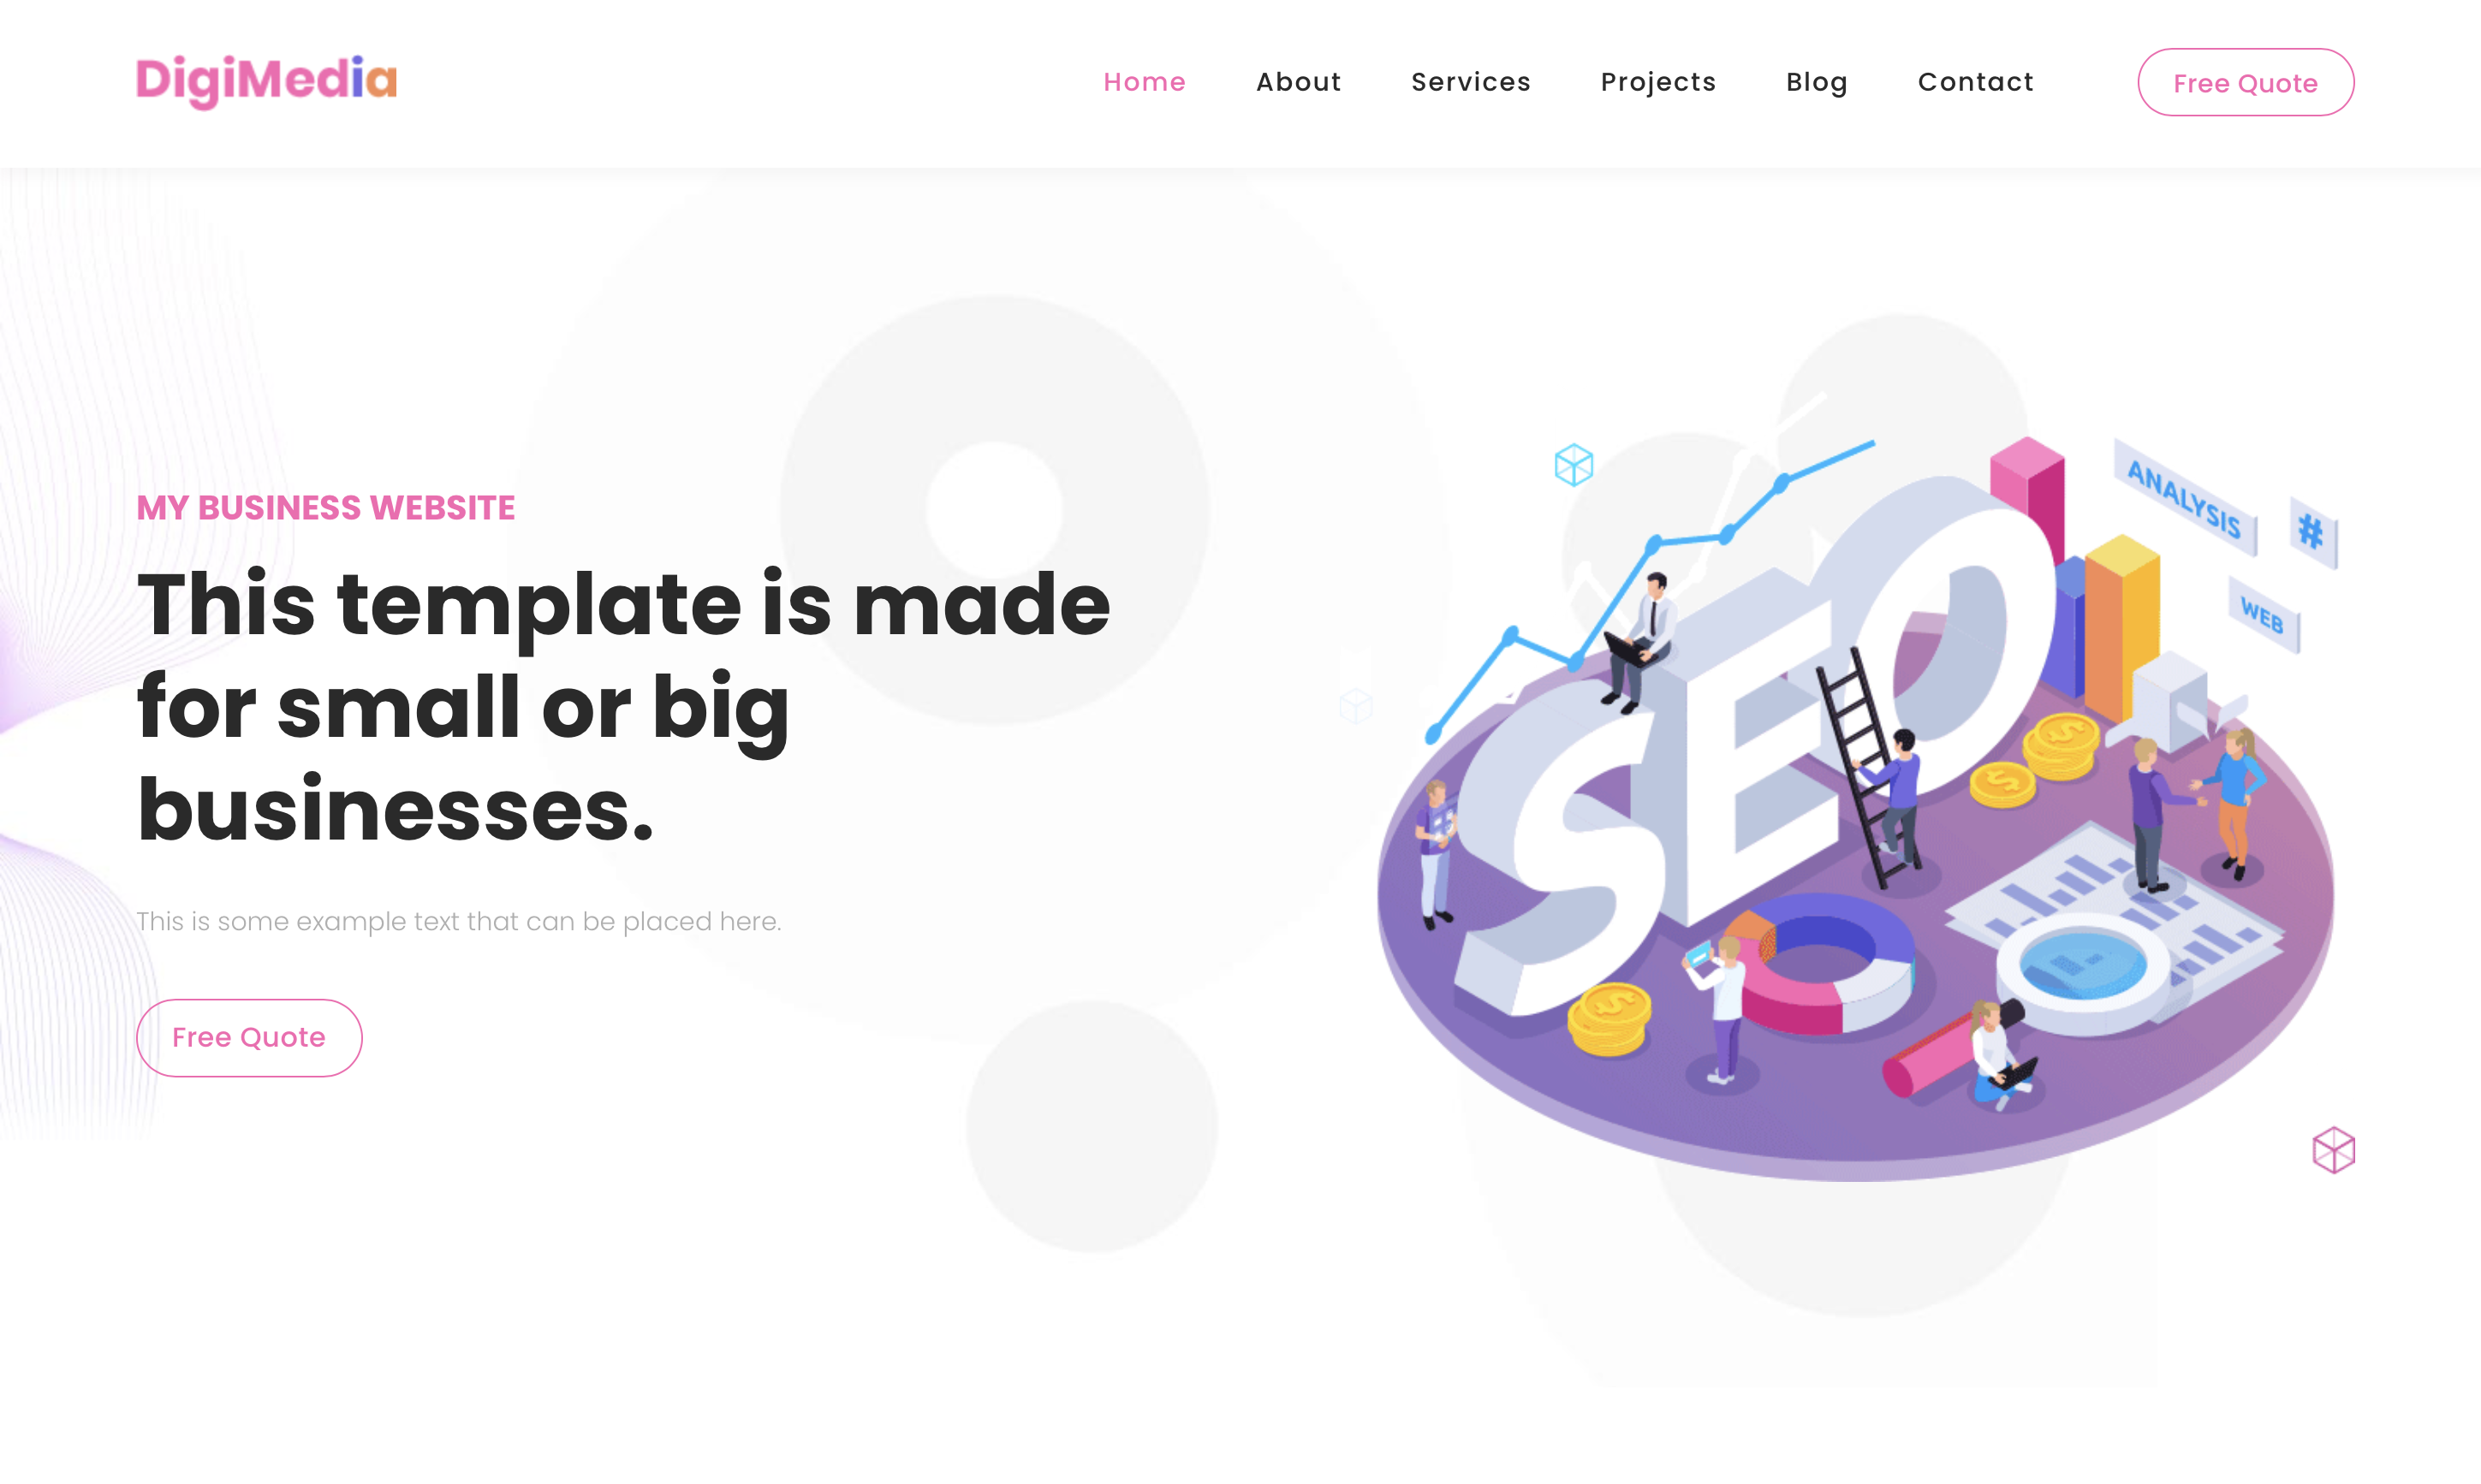 DigiMedia
Home About Services Projects Blog Contact Free Quote
MY BUSINESS WEBSITE
This template is made
for small or big
businesses.
This is some example text that can be placed here.
Free Quote
ANALYSIS
#
WEB
SEO